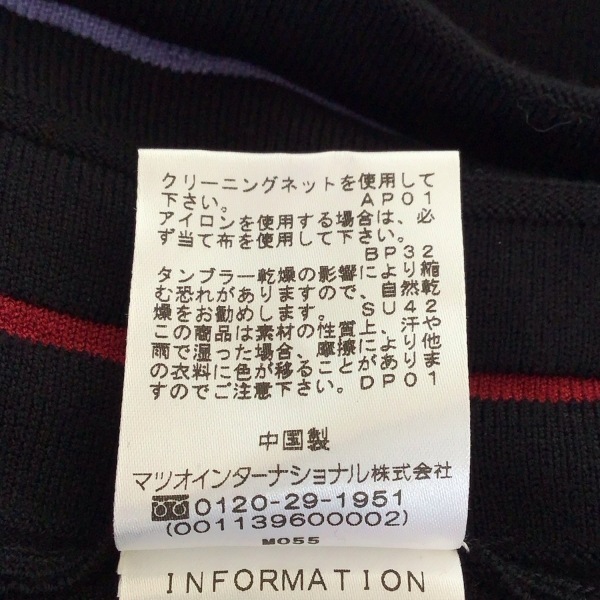 クリーニングネットを使用して
下さい。 AP01
アイロンを使用する場合は、必
ず当て布を使用して下さい。
BP32
タンブラー乾燥の影響により縮
む恐れがありますので、自然乾
燥をお勧めします。 SU42
この商品は素材の性質上、汗や
雨で湿った場合、摩擦により他
の衣料に色が移ることがありま
すのでご注意下さい。 DP01
中国製
マツオインターナショナル株式会社
0120-29-1951
(001139600002)
M055
INFORMATION